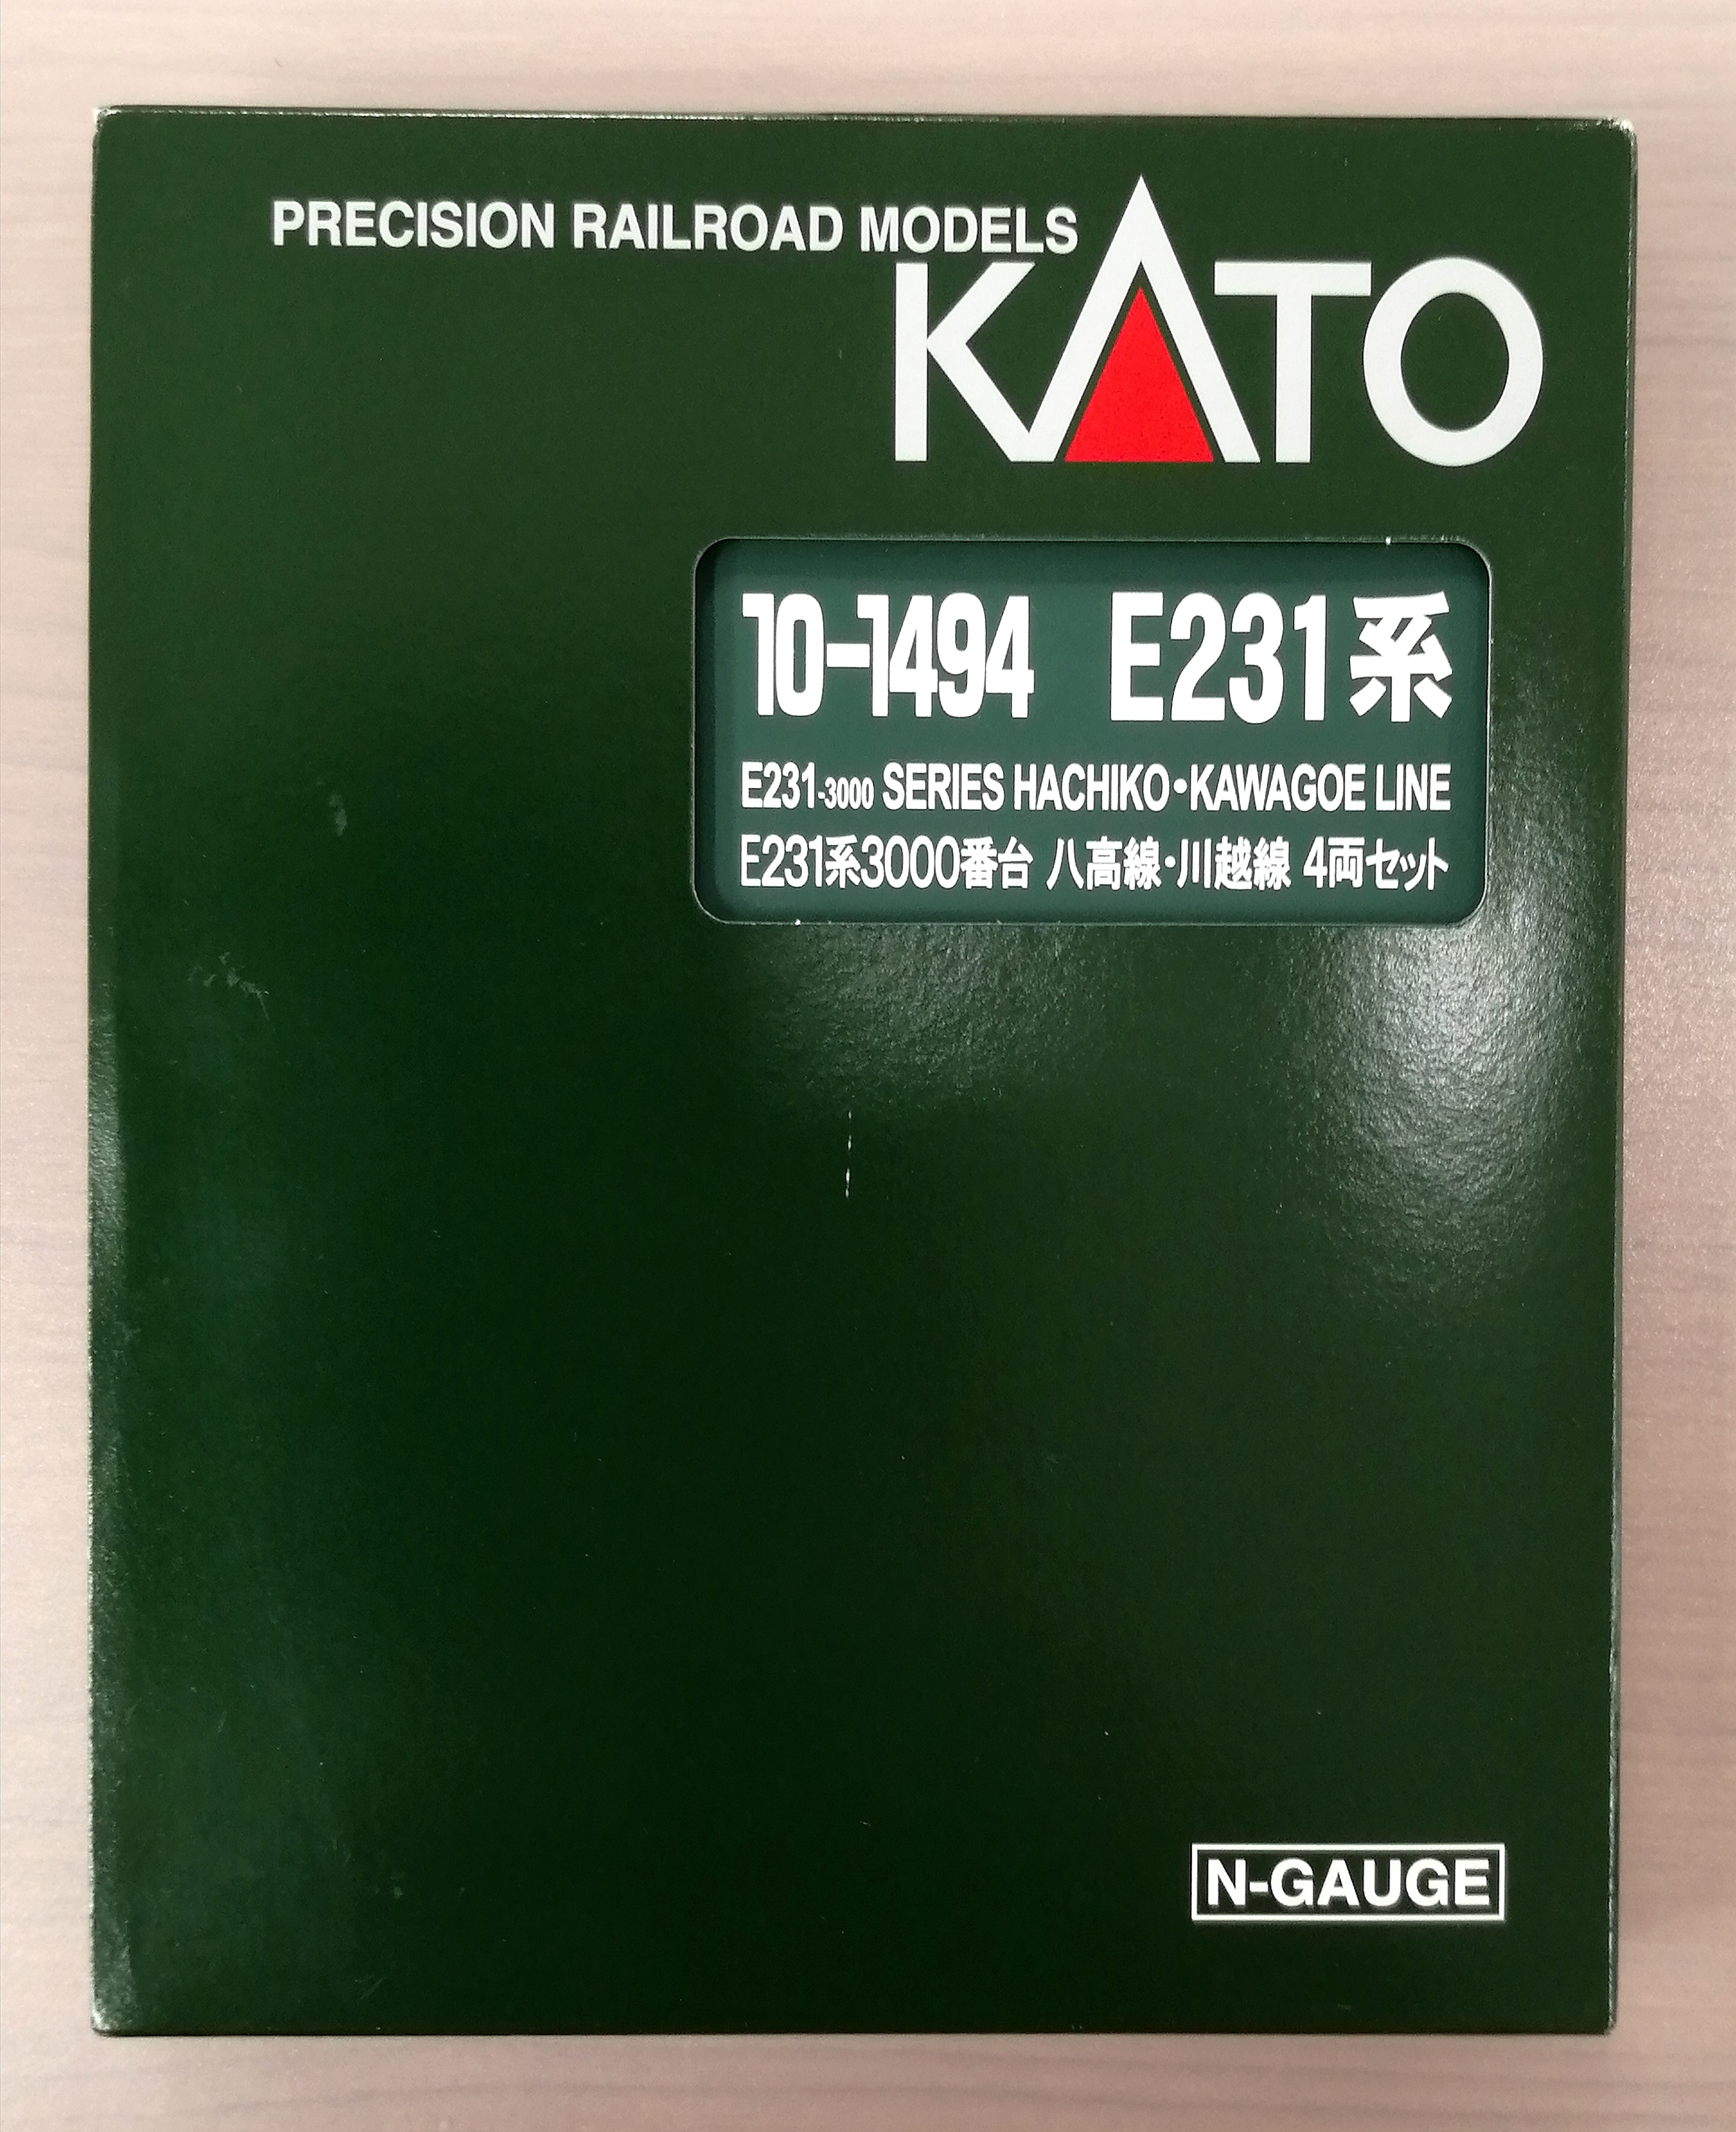 PRECISION RAILROAD MODELS
KATO
10-1494 E231系
E231-3000 SERIES HACHIKO・KAWAGOE LINE
E231系3000番台 八高線・川越線 4両セット
N-GAUGE